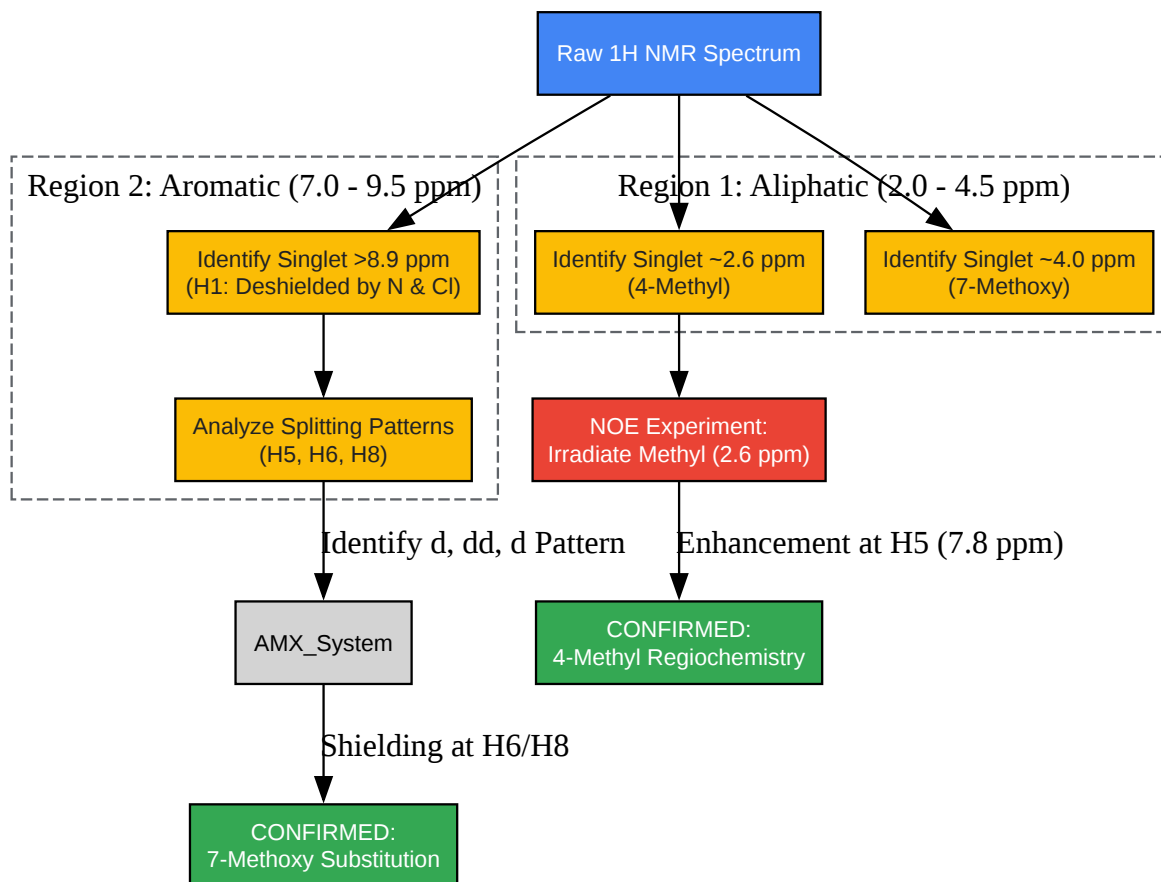 Raw 1H NMR Spectrum
Region 2: Aromatic (7.0 - 9.5 ppm)
Region 1: Aliphatic (2.0 - 4.5 ppm)
Identify Singlet >8.9 ppm
(H1: Deshielded by N & Cl)
Identify Singlet ~2.6 ppm
(4-Methyl)
Identify Singlet ~4.0 ppm
(7-Methoxy)
Analyze Splitting Patterns
(H5, H6, H8)
NOE Experiment:
Irradiate Methyl (2.6 ppm)
Identify d, dd, d Pattern
Enhancement at H5 (7.8 ppm)
AMX_System
CONFIRMED:
4-Methyl Regiochemistry
Shielding at H6/H8
CONFIRMED:
7-Methoxy Substitution